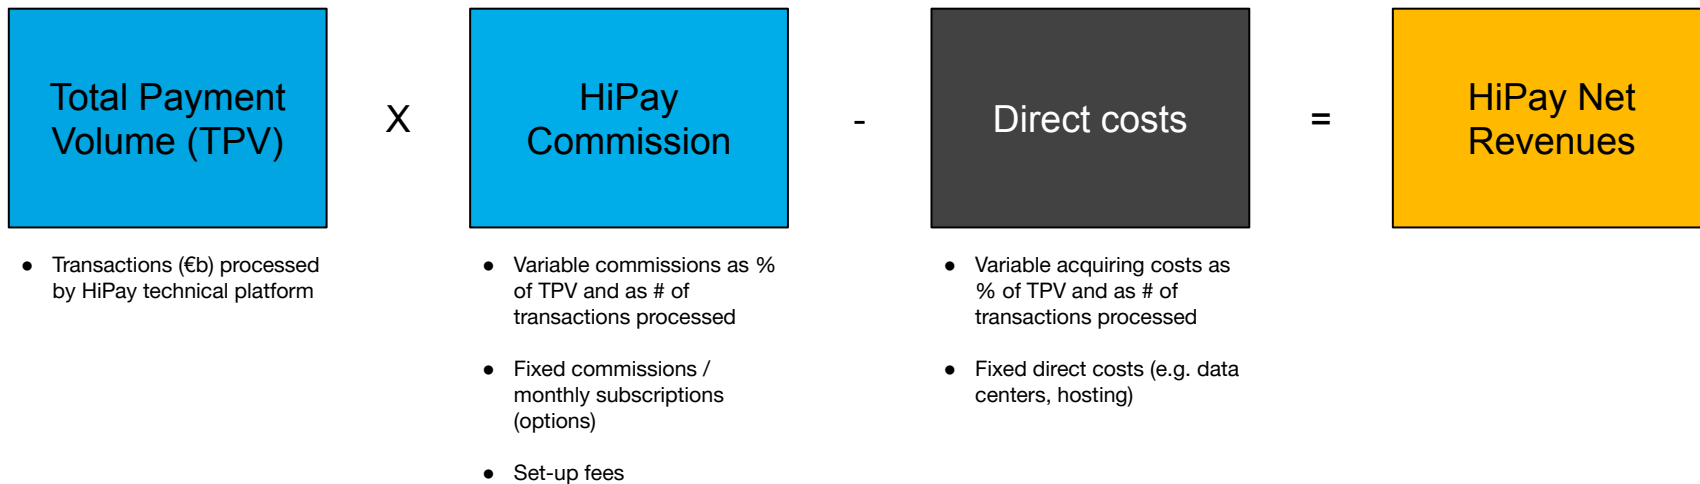 Total Payment
Volume (TPV)
X
HiPay
Commission
-
Direct costs
=
HiPay Net
Revenues
● Transactions (€b) processed
by HiPay technical platform
● Variable commissions as %
of TPV and as # of
transactions processed
● Fixed commissions /
monthly subscriptions
(options)
● Set-up fees
● Variable acquiring costs as
% of TPV and as # of
transactions processed
● Fixed direct costs (e.g. data
centers, hosting)